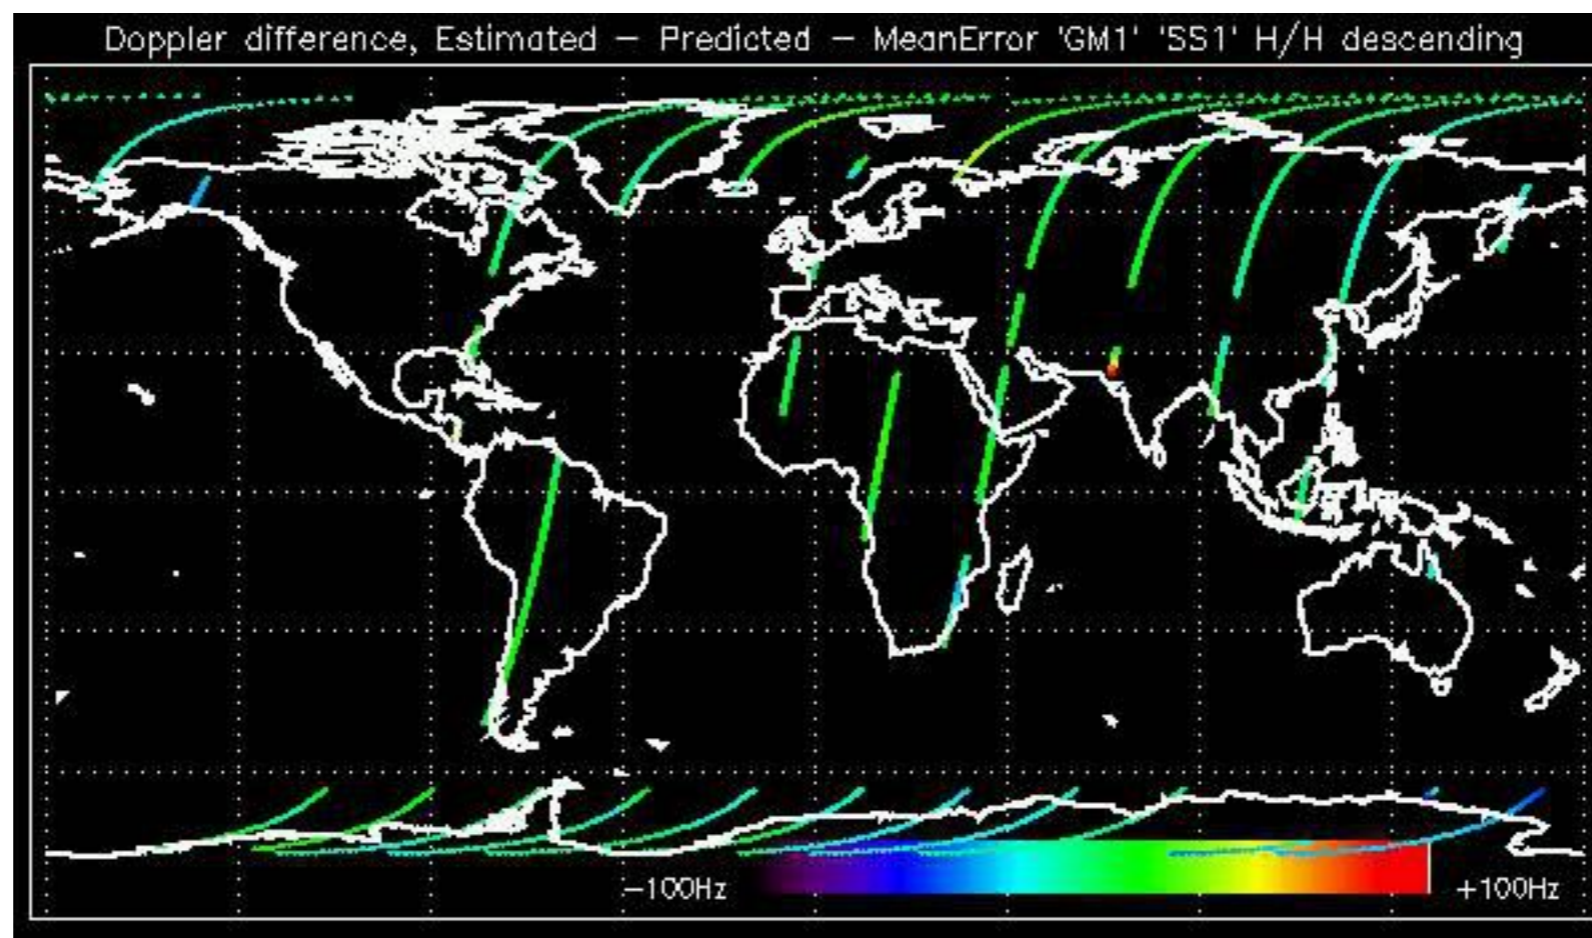 Doppler difference, Estimated – Predicted – MeanError 'GM1' 'SS1' H/H descending
–100Hz
+100Hz